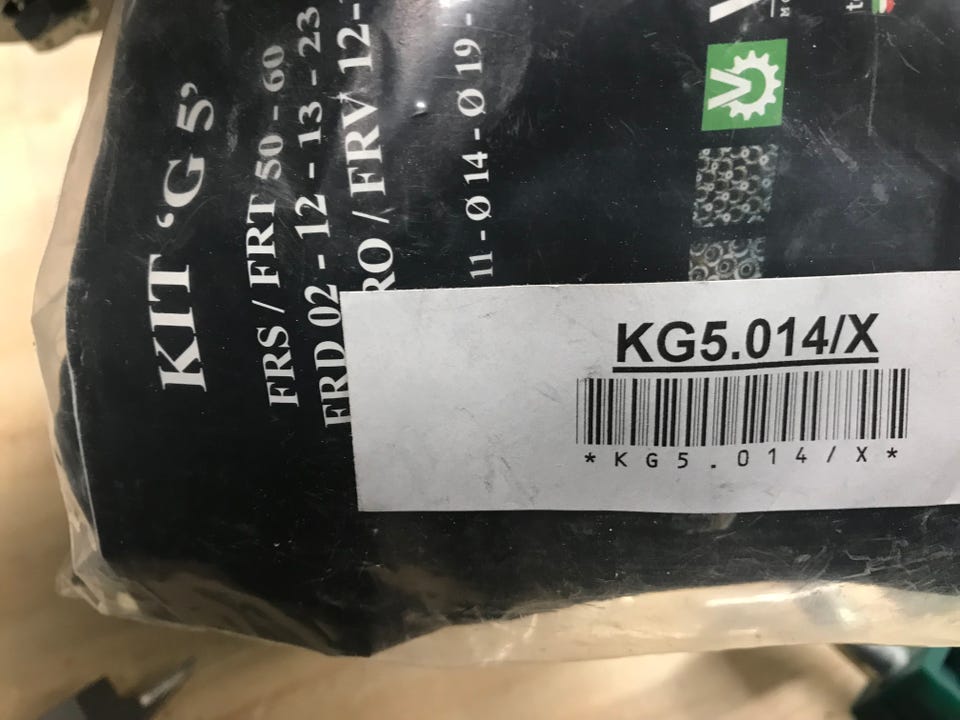 KIT ‘G 5’
FRS / FRT 50 - 60
FRD 02 - 12 - 13 - 23
RO / FRV 12-
11 - Ø 14 - Ø 19 -
KG5.014/X
*KG5.014/X*